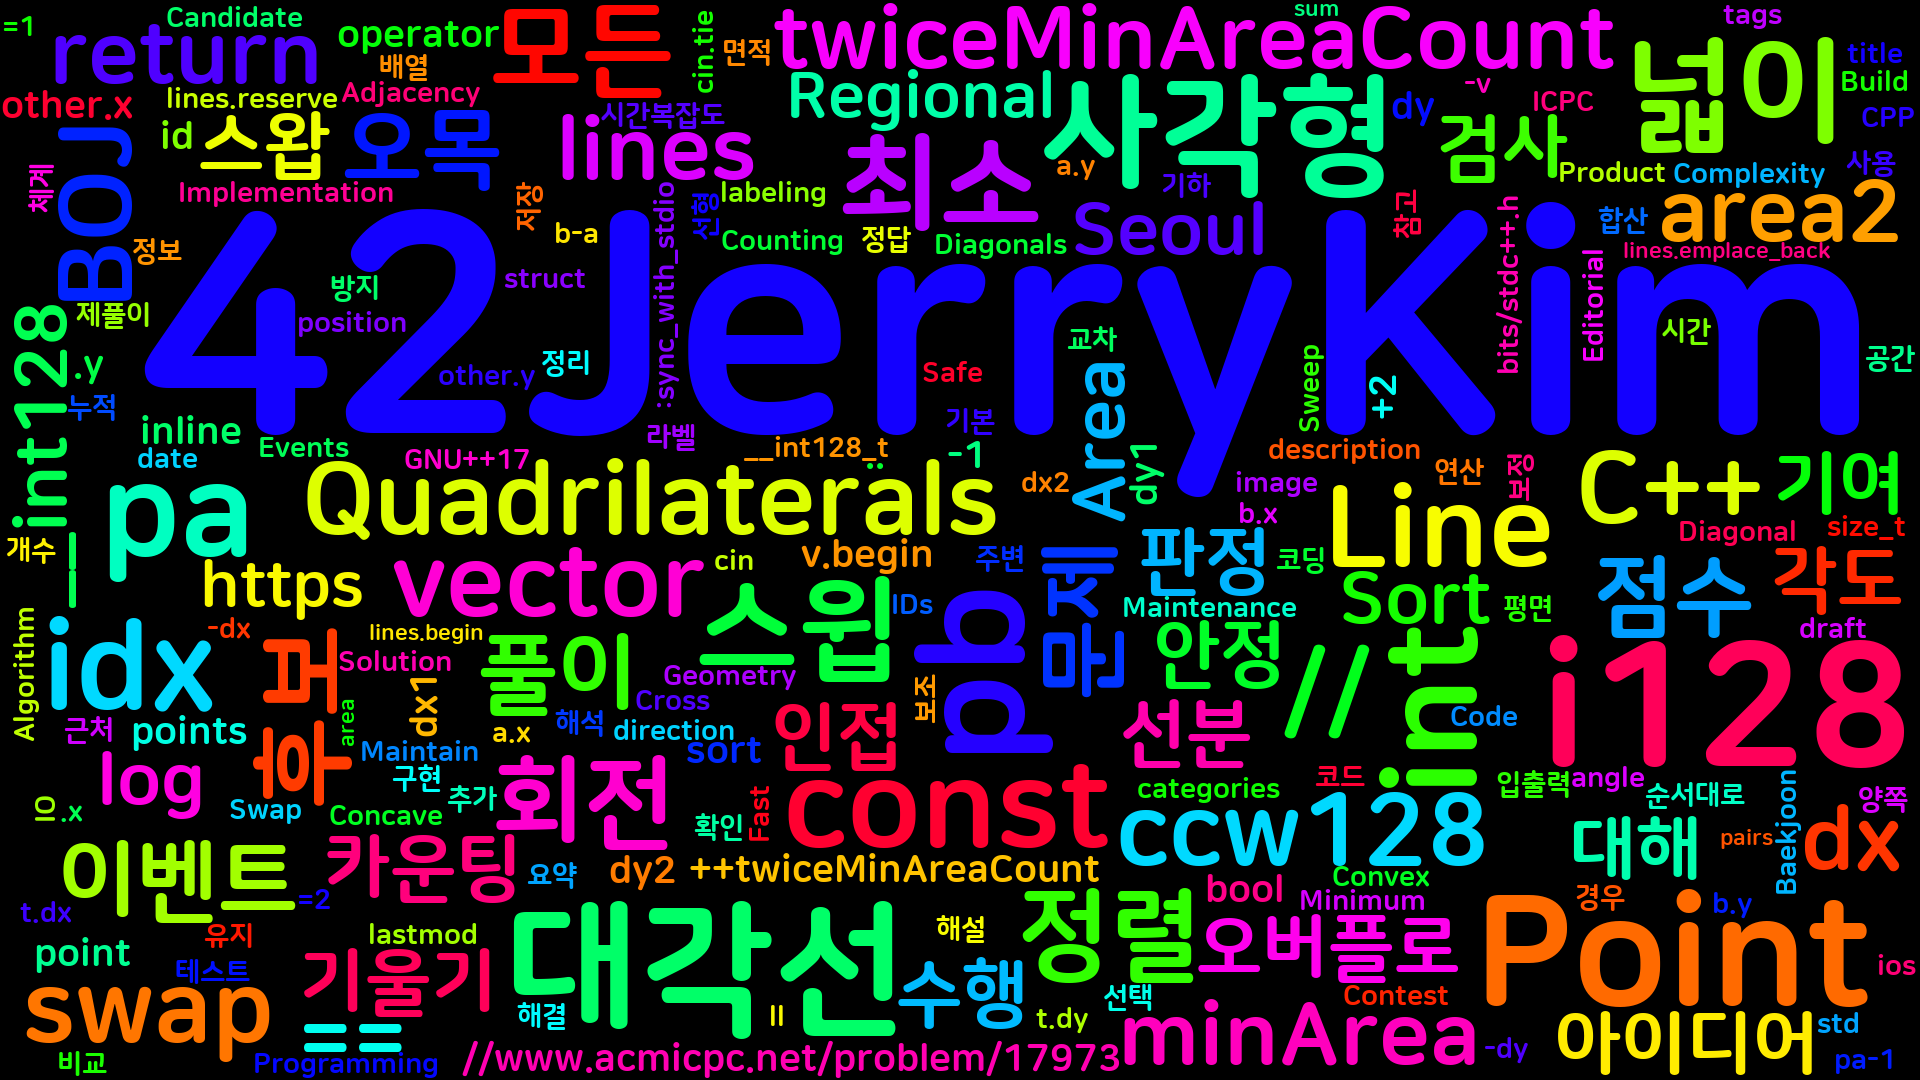 =1
Candidate
return
operator
배열
모든
cin.tie
면적
twiceMinAreaCount
sum
tags
넓이
title
Build
other.x
lines.reserve
Adjacency
시간복잡도
Regional
사각형
dy
-v
ICPC
CPP
BOJ
id
스왑
오목
lines
최소
a.y
기하
검사
Product
Complexity
사용
체계
Implementation
저장
선형
labeling
Seoul
참고
bits/stdc++.h
합산
area2
정보
b-a
Counting
정답
Diagonals
lines.emplace_back
42JerryKim
방지
struct
:sync_with_stdio
Editorial
제풀이
position
교차
시간
공간
__int128
.y
other.y
정리
Safe
Area
Sweep
+2
누적
inline
라벨
기본
date
Events
GNU++17
__int128_t
-1
dy1
description
연산
보정
C++
기여
pa
Quadrilaterals
dx2
image
b.x
Line
Diagonal
size_t
개수
https
vector
cin
v.begin
주변
문제
판정
코딩
점수
각도
Sort
평면
Maintenance
IDs
Algorithm
idx
-dx
후보
lines.begin
Solution
풀이
스윕
pb
안정
//
int
draft
i128
Geometry
Cross
보조
dx1
area
근처
points
a.x
해석
direction
인접
선분
Code
log
Maintain
구현
추가
회전
sort
const
categories
코드
입출력
angle
순서대로
양쪽
IO
.x
Swap
Concave
확인
Fast
ccw128
대해
pairs
Baekjoon
dx
이벤트
카운팅
요약
dy2
++twiceMinAreaCount
Convex
bool
Minimum
경우
b.y
=2
t.dx
유지
lastmod
대각선
해설
정렬
오버플로
Point
point
테스트
기울기
수행
선택
Contest
ios
swap
==
해결
||
t.dy
minArea
아이디어
std
-dy
pa-1
비교
Programming
//www.acmicpc.net/problem/17973